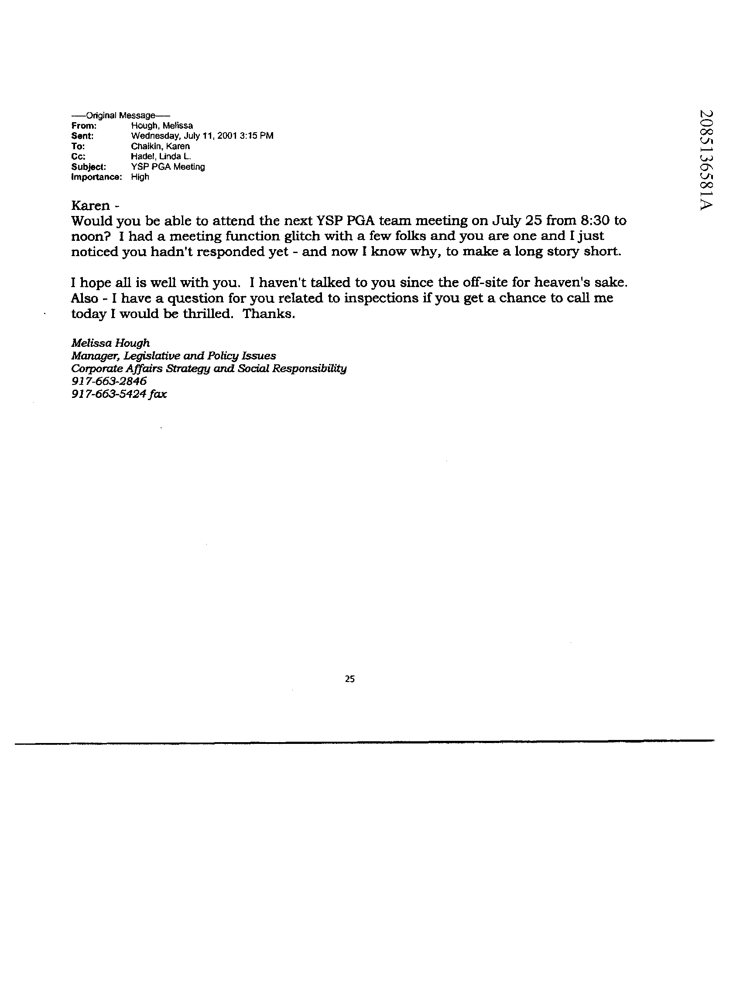 -----Original Message-----
From: Hough, Melissa
Sent: Wednesday, July 11, 2001 3:15 PM
To: Chaikin, Karen
Cc: Hadel, Linda L.
Subject: YSP PGA Meeting
Importance: High
Karen -
Would you be able to attend the next YSP PGA team meeting on July 25 from 8:30 to
noon? I had a meeting function glitch with a few folks and you are one and I just
noticed you hadn't responded yet - and now I know why, to make a long story short.
I hope all is well with you. I haven't talked to you since the off-site for heaven's sake.
Also - I have a question for you related to inspections if you get a chance to call me
today I would be thrilled. Thanks.
Melissa Hough
Manager, Legislative and Policy Issues
Corporate Affairs Strategy and Social Responsibility
917-663-2846
917-663-5424 fax
25
2085136581A